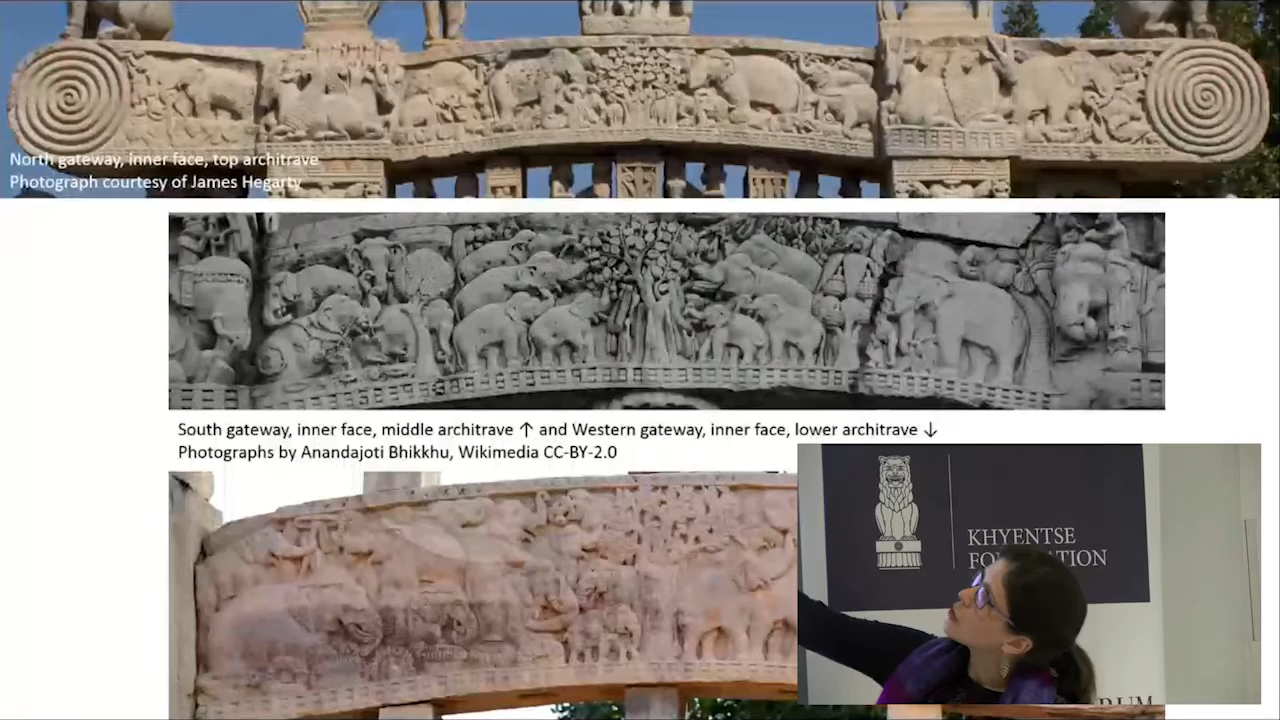 North gateway, inner face, top architrave
Photograph courtesy of James Hegarty
South gateway, inner face, middle architrave ↑ and Western gateway, inner face, lower architrave ↓
Photographs by Anandajoti Bhikkhu, Wikimedia CC-BY-2.0
KHYENTSE